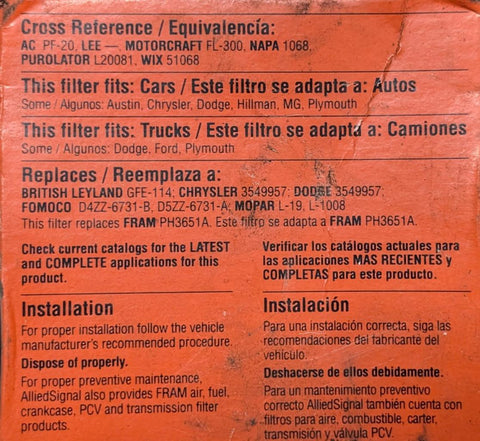 Cross Reference / Equivalencía:
AC PF-20, LEE —, MOTORCRAFT FL-300, NAPA 1068,
PUROLATOR L20081, WIX 51068
This filter fits: Cars / Este filtro se adapta a: Autos
Some / Algunos: Austin, Chrysler, Dodge, Hillman, MG, Plymouth
This filter fits: Trucks / Este filtro se adapta a: Camiones
Some / Algunos: Dodge, Ford, Plymouth
Replaces / Reemplaza a:
BRITISH LEYLAND GFE-114; CHRYSLER 3549957; DODGE 3549957;
FOMOCO D4ZZ-6731-B, D5ZZ-6731-A; MOPAR L-19, L-1008
This filter replaces FRAM PH3651A. Este filtro se adapta a FRAM PH3651A.
Check current catalogs for the LATEST
and COMPLETE applications for this
product.
Verificar los catálogos actuales para
las aplicaciones MAS RECIENTES y
COMPLETAS para este producto.
Installation
For proper installation follow the vehicle
manufacturer's recommended procedure.
Dispose of properly.
For proper preventive maintenance,
AlliedSignal also provides FRAM air, fuel,
crankcase, PCV and transmission filter
products.
Instalación
Para una instalación correcta, siga las
recomendaciones del fabricante del
vehículo.
Deshacerse de ellos debidamente.
Para un mantenimiento preventivo
correcto AlliedSignal también cuenta con
filtros para aire, combustible, carter,
transmisión y válvula PCV.